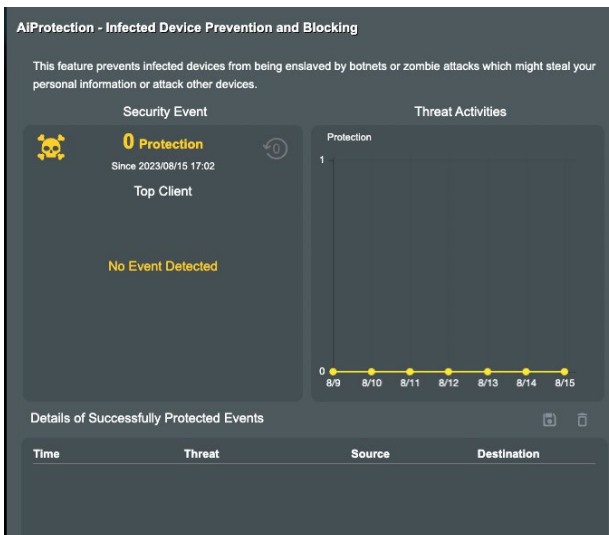 AiProtection - Infected Device Prevention and Blocking
This feature prevents infected devices from being enslaved by botnets or zombie attacks which might steal your
personal information or attack other devices.
Security Event
0 Protection
0
Since 2023/08/15 17:02
Top Client
No Event Detected
Threat Activities
Protection
1
0
8/9 8/10 8/11 8/12 8/13 8/14 8/15
Details of Successfully Protected Events
Time Threat Source Destination